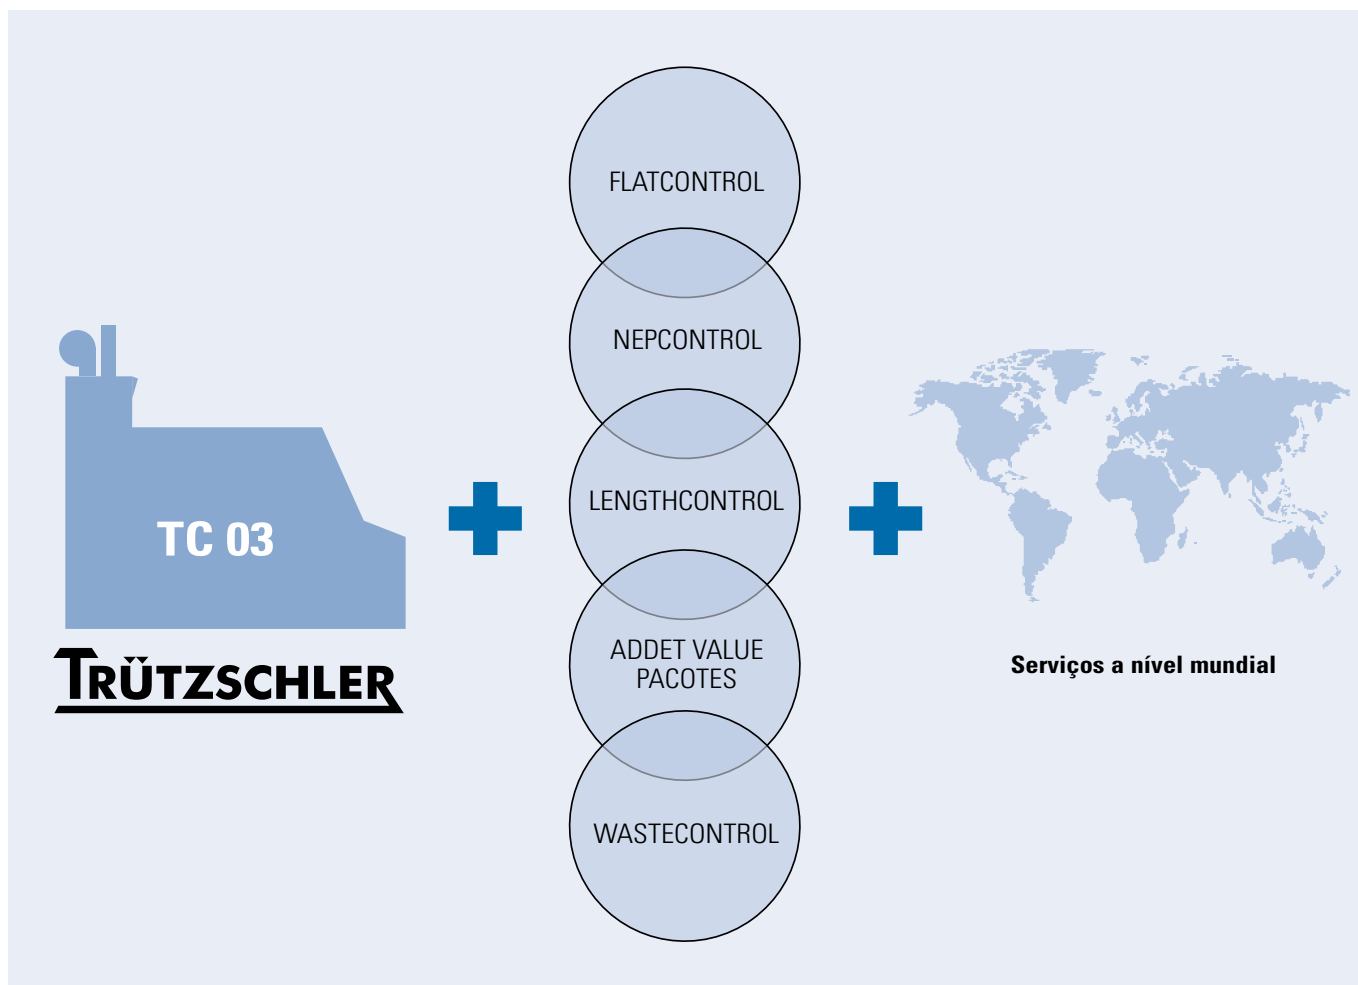 TC 03
TRÜTZSCHLER
FLATCONTROL
NEPCONTROL
LENGTHCONTROL
ADDET VALUE
PACOTES
WASTECONTROL
Serviços a nível mundial